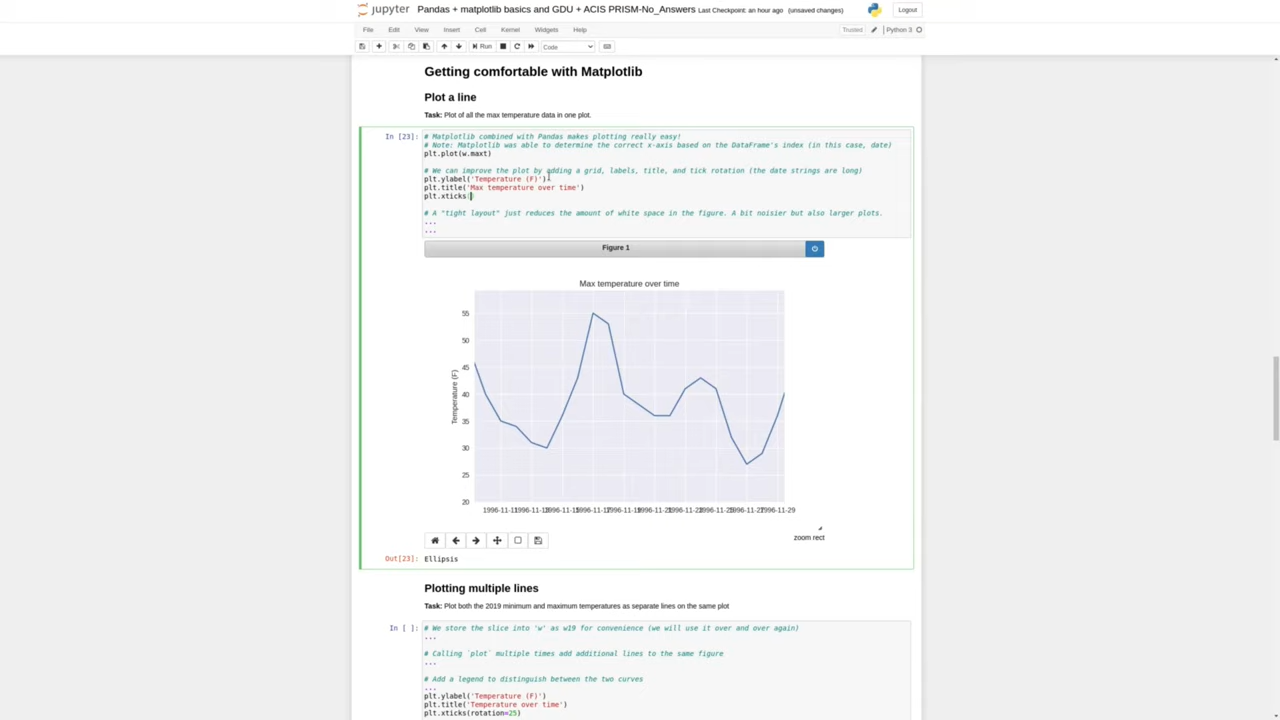 jupyter Pandas + matplotlib basics and GDU + ACIS PRISM-No_Answers Last Checkpoint: an hour ago (unsaved changes) Logout
File Edit View Insert Cell Kernel Widgets Help Trusted Python 3
Run Code
Getting comfortable with Matplotlib
Plot a line
Task: Plot of all the max temperature data in one plot.
In [23]: # Matplotlib combined with Pandas makes plotting really easy!
# Note: Matplotlib was able to determine the correct x-axis based on the DataFrame's index (in this case, date)
plt.plot(w.maxt)
# We can improve the plot by adding a grid, labels, title, and tick rotation (the date strings are long)
plt.ylabel('Temperature (F)')
plt.title('Max temperature over time')
plt.xticks()
# A "tight layout" just reduces the amount of white space in the figure. A bit noisier but also larger plots.
...
...
Figure 1
Max temperature over time
55
50
45
40
35
30
25
20
Temperature (F)
zoom rect
Out[23]: Ellipsis
Plotting multiple lines
Task: Plot both the 2019 minimum and maximum temperatures as separate lines on the same plot
In [ ]: # We store the slice into 'w' as w19 for convenience (we will use it over and over again)
...
# Calling `plot` multiple times add additional lines to the same figure
...
# Add a legend to distinguish between the two curves
...
plt.ylabel('Temperature (F)')
plt.title('Temperature over time')
plt.xticks(rotation=25)